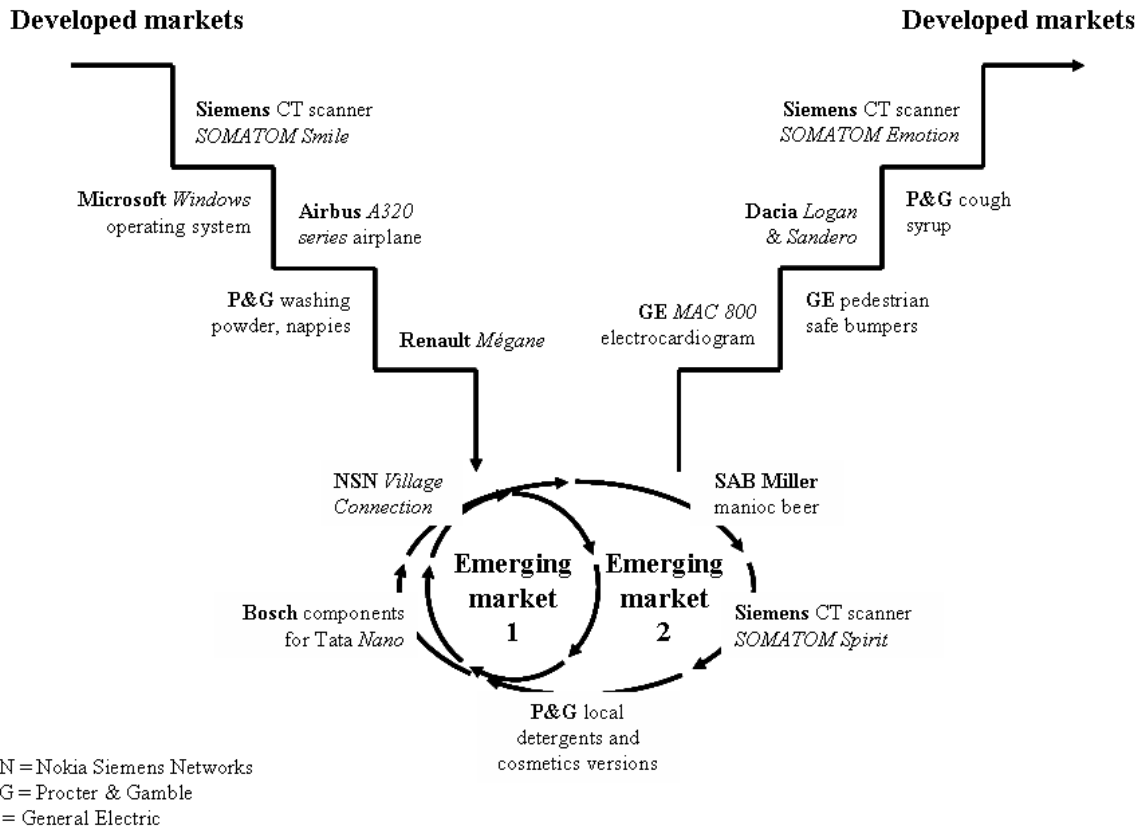 Developed markets
Developed markets
Siemens CT scanner
SOMATOM Smile
Siemens CT scanner
SOMATOM Emotion
Microsoft Windows
operating system
Airbus A320
series airplane
Dacia Logan
& Sandero
P&G cough
syrup
P&G washing
powder, nappies
Renault Mégane
GE MAC 800
electrocardiogram
GE pedestrian
safe bumpers
NSN Village
Connection
SAB Miller
manioc beer
Emerging
market
1
Emerging
market
2
Bosch components
for Tata Nano
Siemens CT scanner
SOMATOM Spirit
P&G local
detergents and
cosmetics versions
N = Nokia Siemens Networks
G = Procter & Gamble
= General Electric